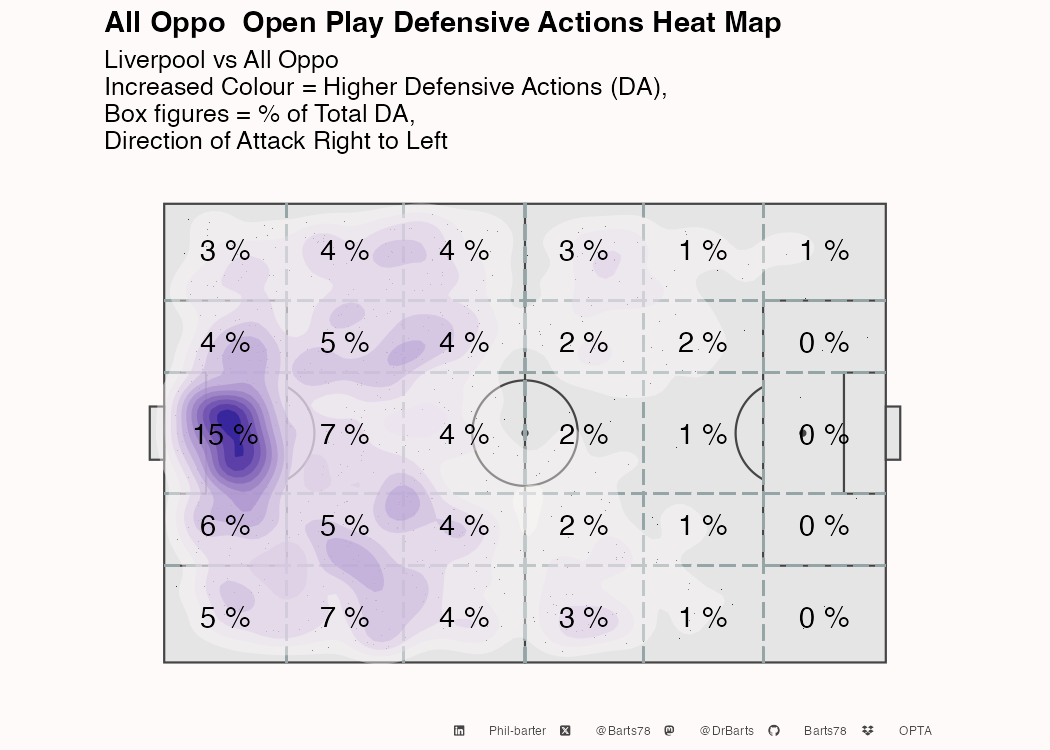 All Oppo  Open Play Defensive Actions Heat Map
Liverpool vs All Oppo
Increased Colour = Higher Defensive Actions (DA),
Box figures = % of Total DA,
Direction of Attack Right to Left
3 % 4 % 4 % 3 % 1 % 1 %
4 % 5 % 4 % 2 % 2 % 0 %
15 % 7 % 4 % 2 % 1 % 0 %
6 % 5 % 4 % 2 % 1 % 0 %
5 % 7 % 4 % 3 % 1 % 0 %
Phil-barter @Barts78 @DrBarts Barts78 OPTA